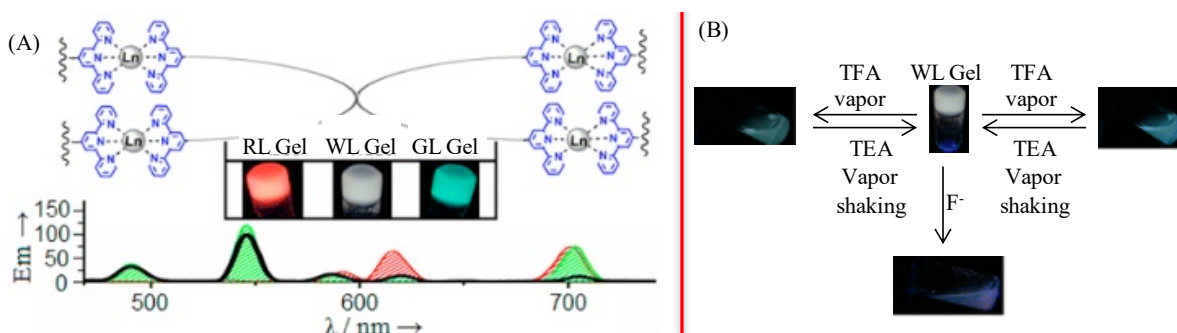 (A)
N N N N N N Ln
N N N N N N Ln
N N N N N N Ln
N N N N N N Ln
RL Gel WL Gel GL Gel
150
100
50
0
Em →
500 600 700
λ / nm →
(B)
TFA WL Gel TFA
vapor vapor
TEA TEA
Vapor Vapor
shaking F- shaking